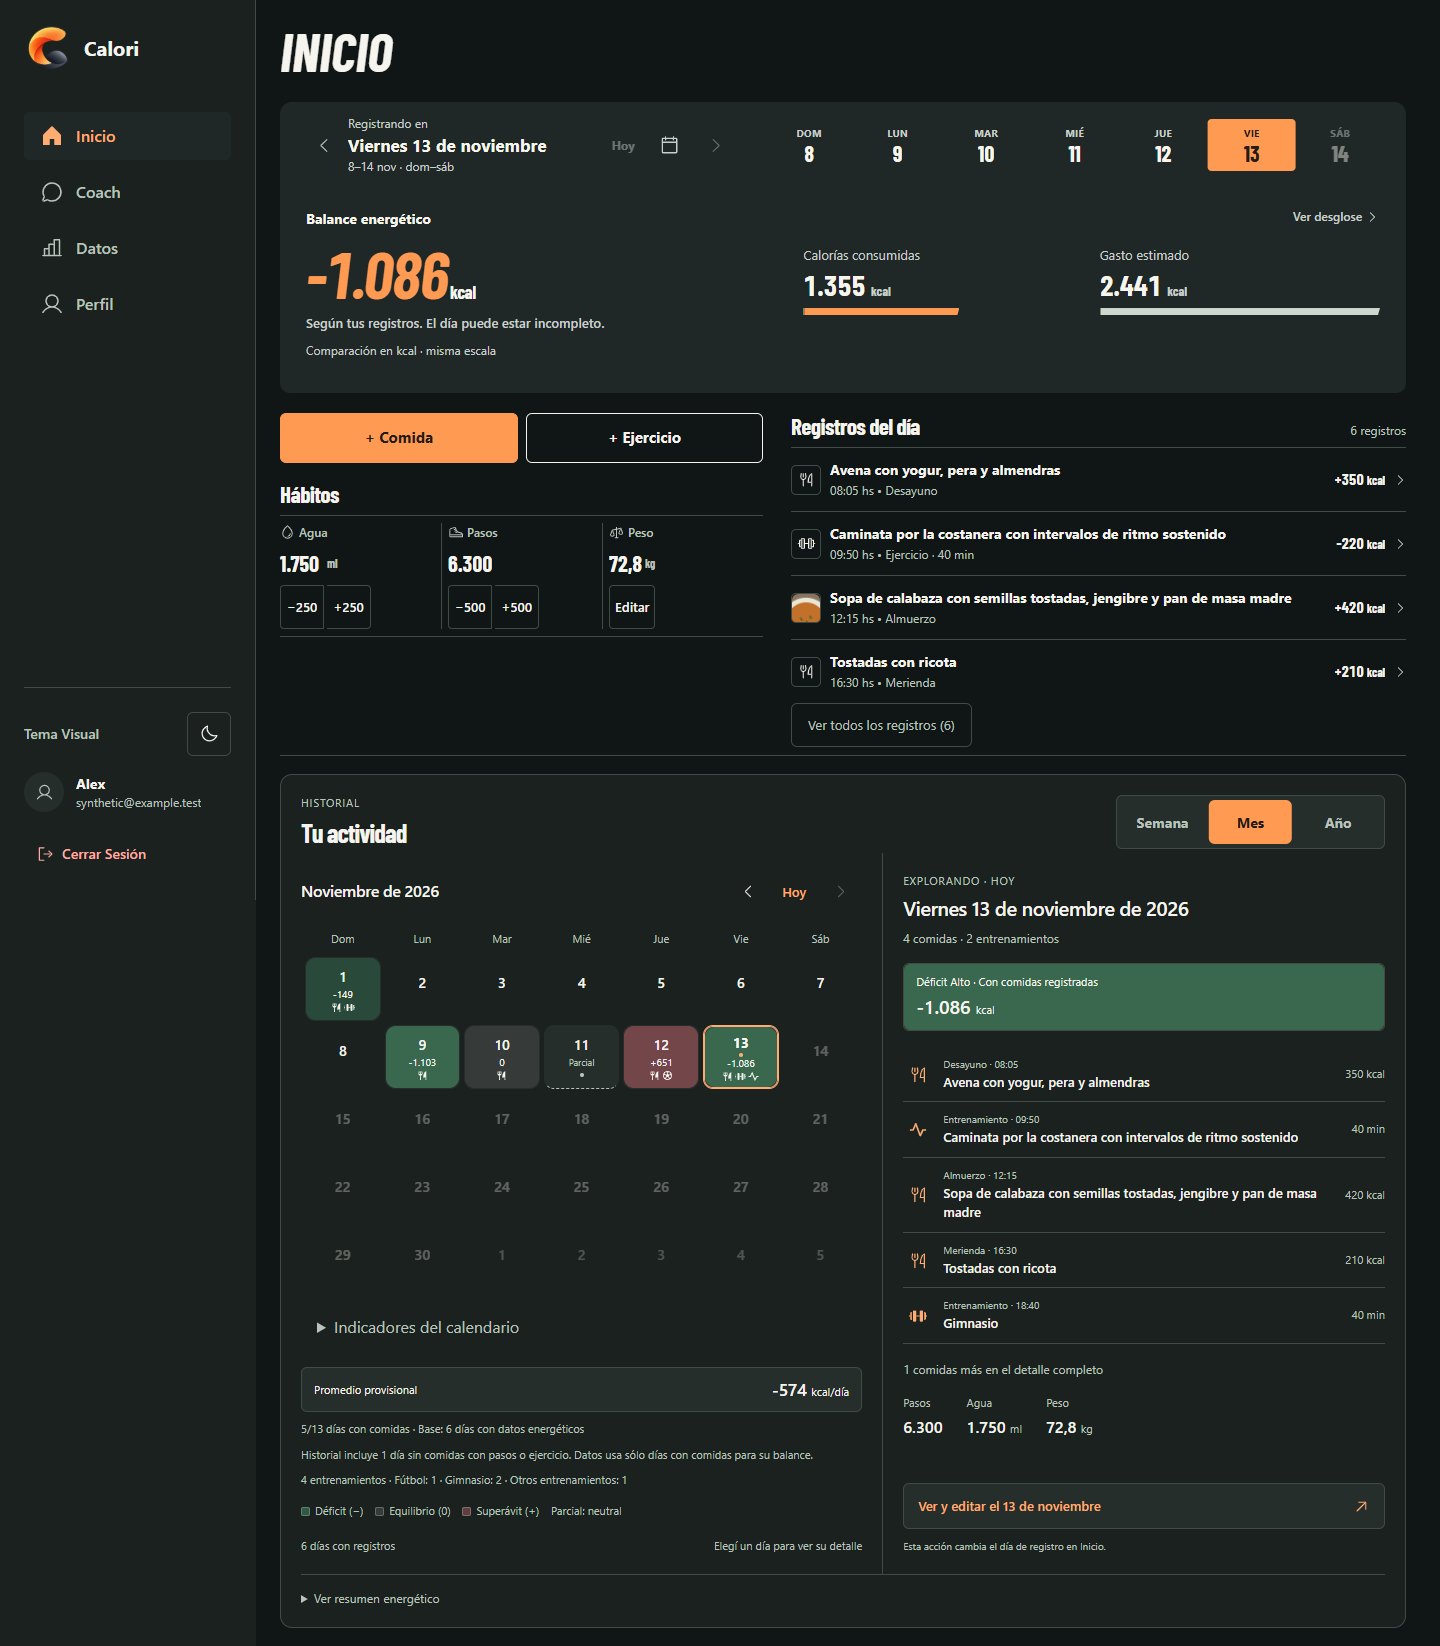 Calori
Inicio
Coach
Datos
Perfil
Tema Visual
Alex
synthetic@example.test
Cerrar Sesión
INICIO
Registrando en
Viernes 13 de noviembre
8–14 nov · dom–sáb
Hoy
DOM 8
LUN 9
MAR 10
MIÉ 11
JUE 12
VIE 13
SÁB 14
Balance energético
Ver desglose
-1.086 kcal
Según tus registros. El día puede estar incompleto.
Comparación en kcal · misma escala
Calorías consumidas
1.355 kcal
Gasto estimado
2.441 kcal
+ Comida
+ Ejercicio
Hábitos
Agua
1.750 ml
−250 +250
Pasos
6.300
−500 +500
Peso
72,8 kg
Editar
Registros del día
6 registros
Avena con yogur, pera y almendras
08:05 hs • Desayuno
+350 kcal
Caminata por la costanera con intervalos de ritmo sostenido
09:50 hs • Ejercicio · 40 min
-220 kcal
Sopa de calabaza con semillas tostadas, jengibre y pan de masa madre
12:15 hs • Almuerzo
+420 kcal
Tostadas con ricota
16:30 hs • Merienda
+210 kcal
Ver todos los registros (6)
HISTORIAL
Tu actividad
Semana
Mes
Año
Noviembre de 2026
Hoy
Dom Lun Mar Mié Jue Vie Sáb
1 2 3 4 5 6 7
-149
8 9 10 11 12 13 14
-1.103 0 Parcial +651 -1.086
15 16 17 18 19 20 21
22 23 24 25 26 27 28
29 30 1 2 3 4 5
Indicadores del calendario
Promedio provisional
-574 kcal/día
5/13 días con comidas · Base: 6 días con datos energéticos
Historial incluye 1 día sin comidas con pasos o ejercicio. Datos usa sólo días con comidas para su balance.
4 entrenamientos · Fútbol: 1 · Gimnasio: 2 · Otros entrenamientos: 1
Déficit (−) Equilibrio (0) Superávit (+) Parcial: neutral
6 días con registros
Elegí un día para ver su detalle
EXPLORANDO · HOY
Viernes 13 de noviembre de 2026
4 comidas · 2 entrenamientos
Déficit Alto · Con comidas registradas
-1.086 kcal
Desayuno · 08:05
Avena con yogur, pera y almendras
350 kcal
Entrenamiento · 09:50
Caminata por la costanera con intervalos de ritmo sostenido
40 min
Almuerzo · 12:15
Sopa de calabaza con semillas tostadas, jengibre y pan de masa
madre
420 kcal
Merienda · 16:30
Tostadas con ricota
210 kcal
Entrenamiento · 18:40
Gimnasio
40 min
1 comidas más en el detalle completo
Pasos
6.300
Agua
1.750 ml
Peso
72,8 kg
Ver y editar el 13 de noviembre
Esta acción cambia el día de registro en Inicio.
Ver resumen energético